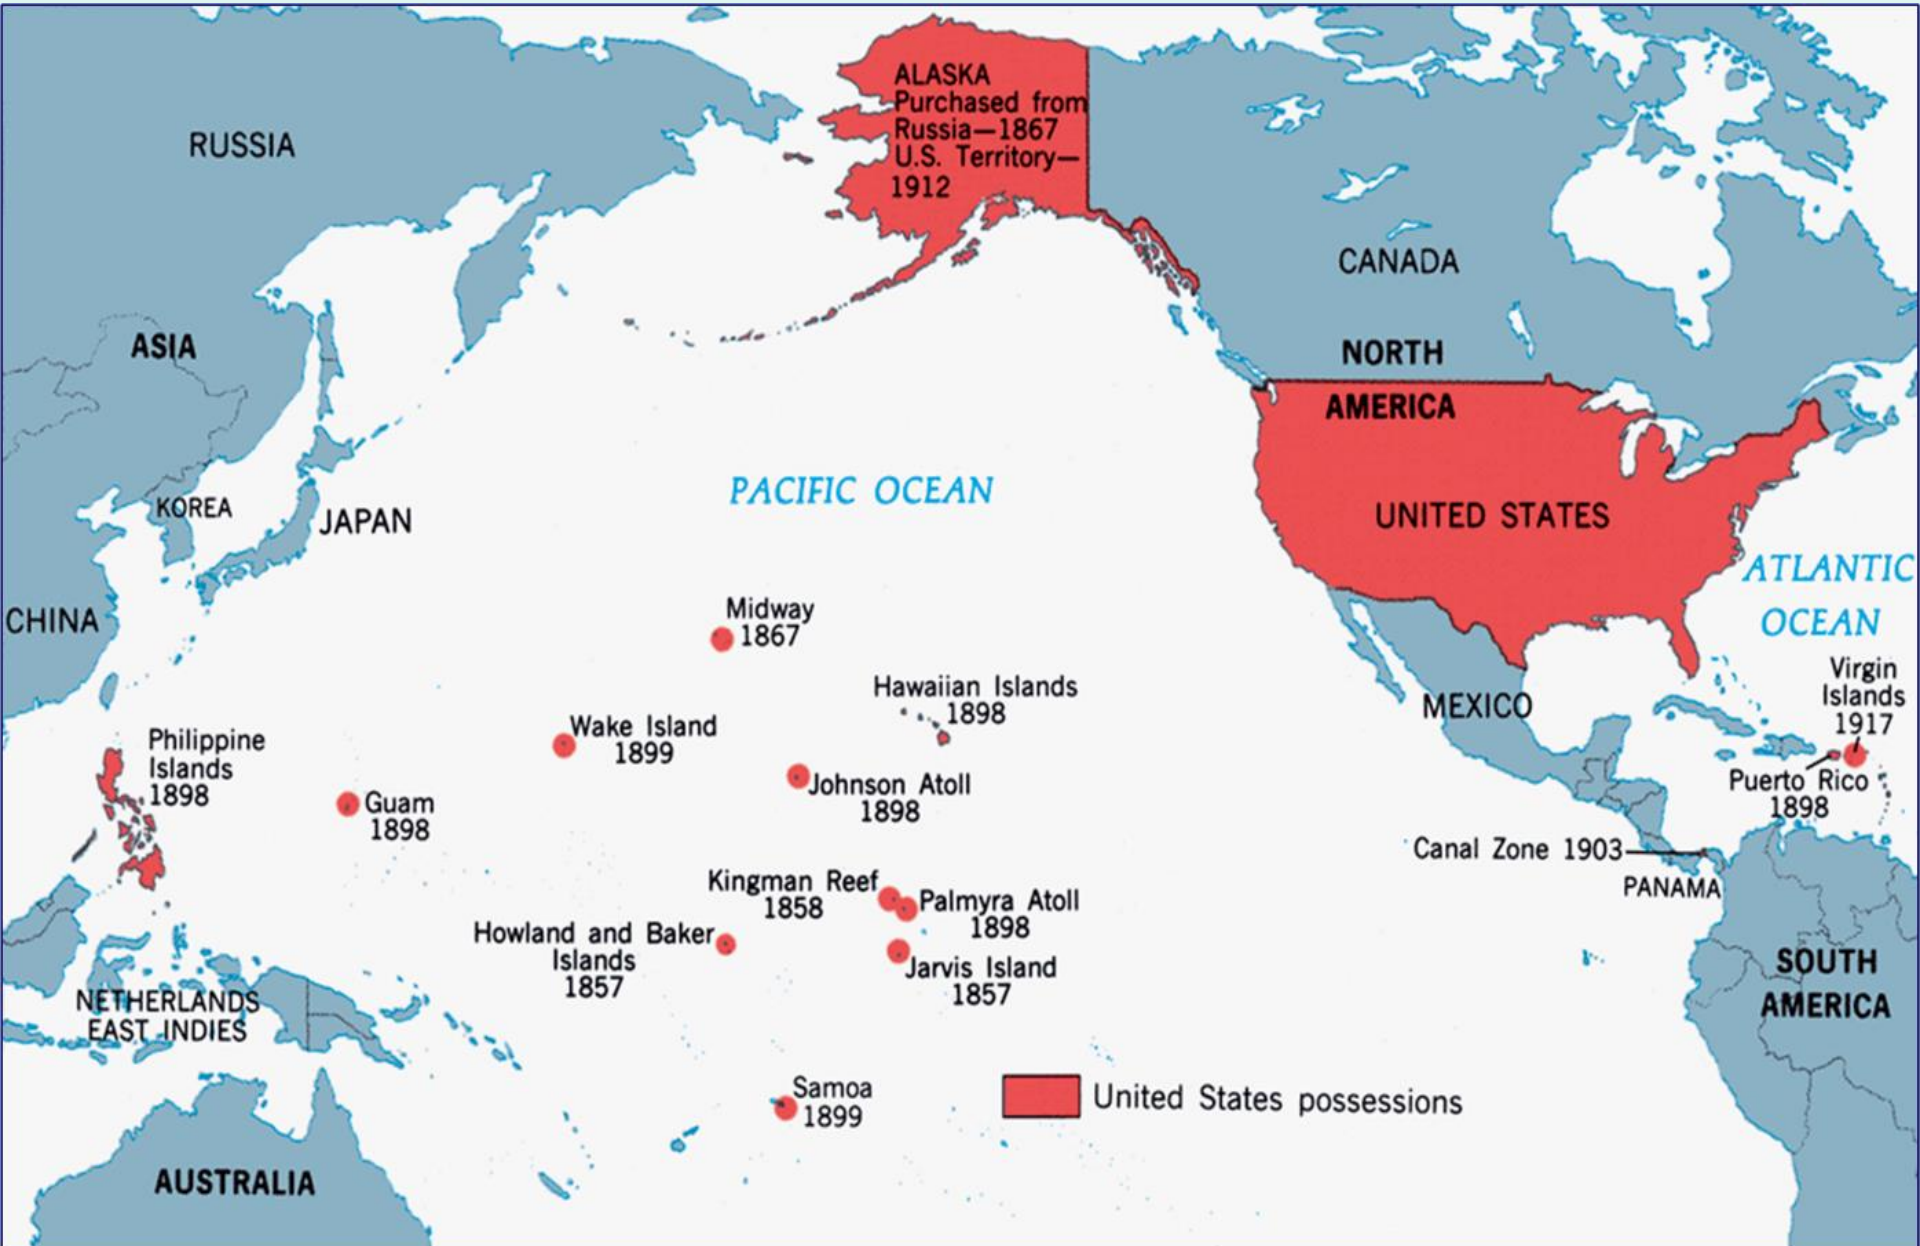 ALASKA
Purchased from
Russia—1867
U.S. Territory—
1912
RUSSIA
CANADA
ASIA
NORTH
AMERICA
UNITED STATES
PACIFIC OCEAN
KOREA
JAPAN
CHINA
ATLANTIC
OCEAN
Midway
1867
Hawaiian Islands
1898
MEXICO
Virgin
Islands
1917
Wake Island
1899
Philippine
Islands
1898
Guam
1898
Johnson Atoll
1898
Puerto Rico
1898
Canal Zone 1903
PANAMA
Kingman Reef
1858
Palmyra Atoll
1898
Howland and Baker
Islands
1857
Jarvis Island
1857
SOUTH
AMERICA
NETHERLANDS
EAST INDIES
Samoa
1899
United States possessions
AUSTRALIA